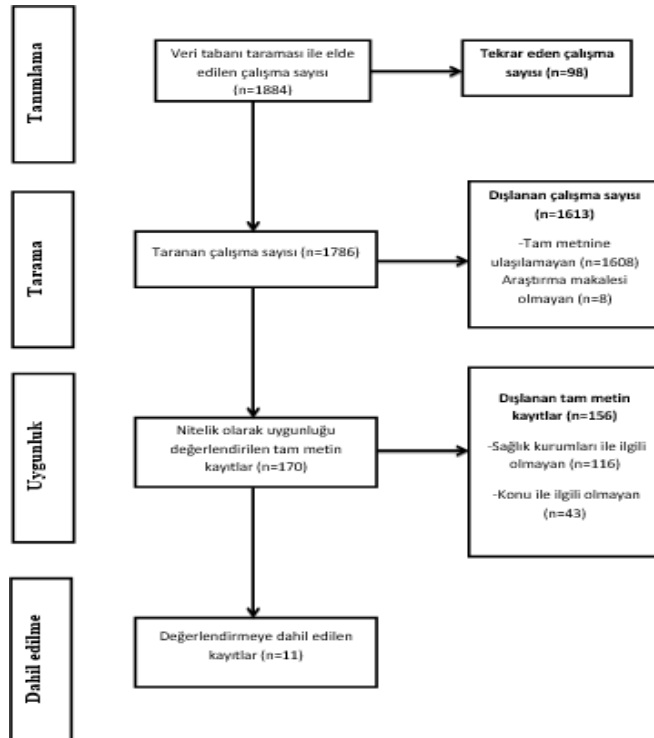 Tanımlama
Veri tabanı taraması ile elde
edilen çalışma sayısı
(n=1884)
Tekrar eden çalışma
sayısı (n=98)
Tarama
Taranan çalışma sayısı (n=1786)
Dışlanan çalışma sayısı
(n=1613)
-Tam metnine
ulaşılamayan (n=1608)
Araştırma makalesi
olmayan (n=8)
Uygunluk
Nitelik olarak uygunluğu
değerlendirilen tam metin
kayıtlar (n=170)
Dışlanan tam metin
kayıtlar (n=156)
-Sağlık kurumları ile ilgili
olmayan (n=116)
-Konu ile ilgili olmayan
(n=43)
Dahil edilme
Değerlendirmeye dahil edilen
kayıtlar (n=11)